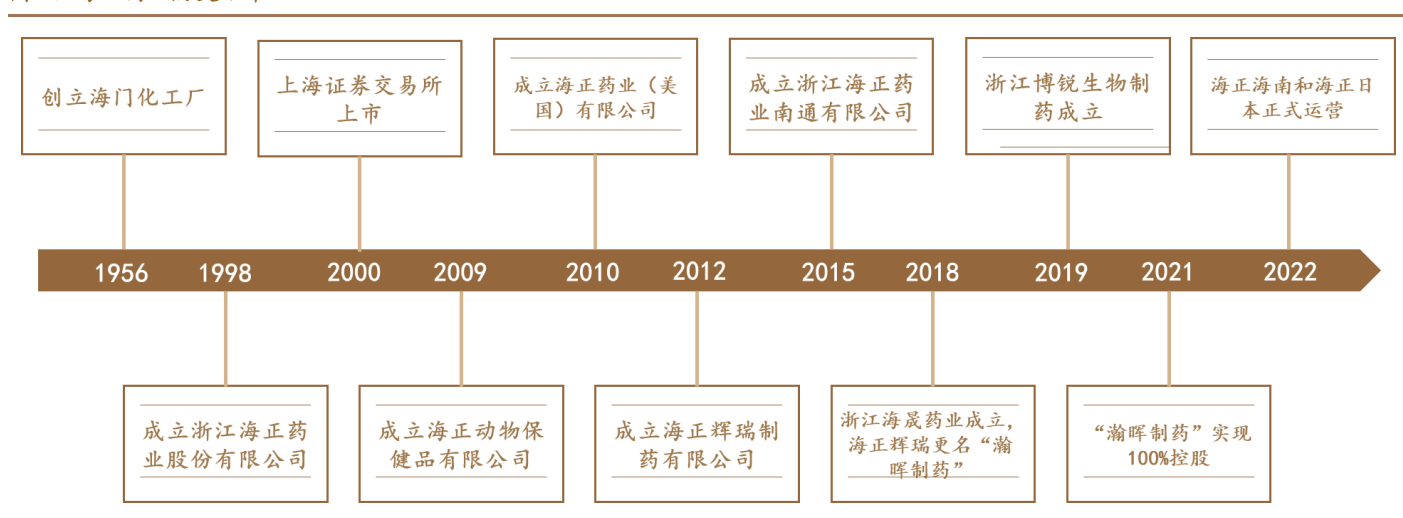 创立海门化工厂
上海证券交易所
上市
成立海正药业（美
国）有限公司
成立浙江海正药
业南通有限公司
浙江博锐生物制
药成立
海正海南和海正日
本正式运营
1956 1998 2000 2009 2010 2012 2015 2018 2019 2021 2022
成立浙江海正药
业股份有限公司
成立海正动物保
健品有限公司
成立海正辉瑞制
药有限公司
浙江海晟药业成立，
海正辉瑞更名“瀚
晖制药”
“瀚晖制药”实现
100%控股